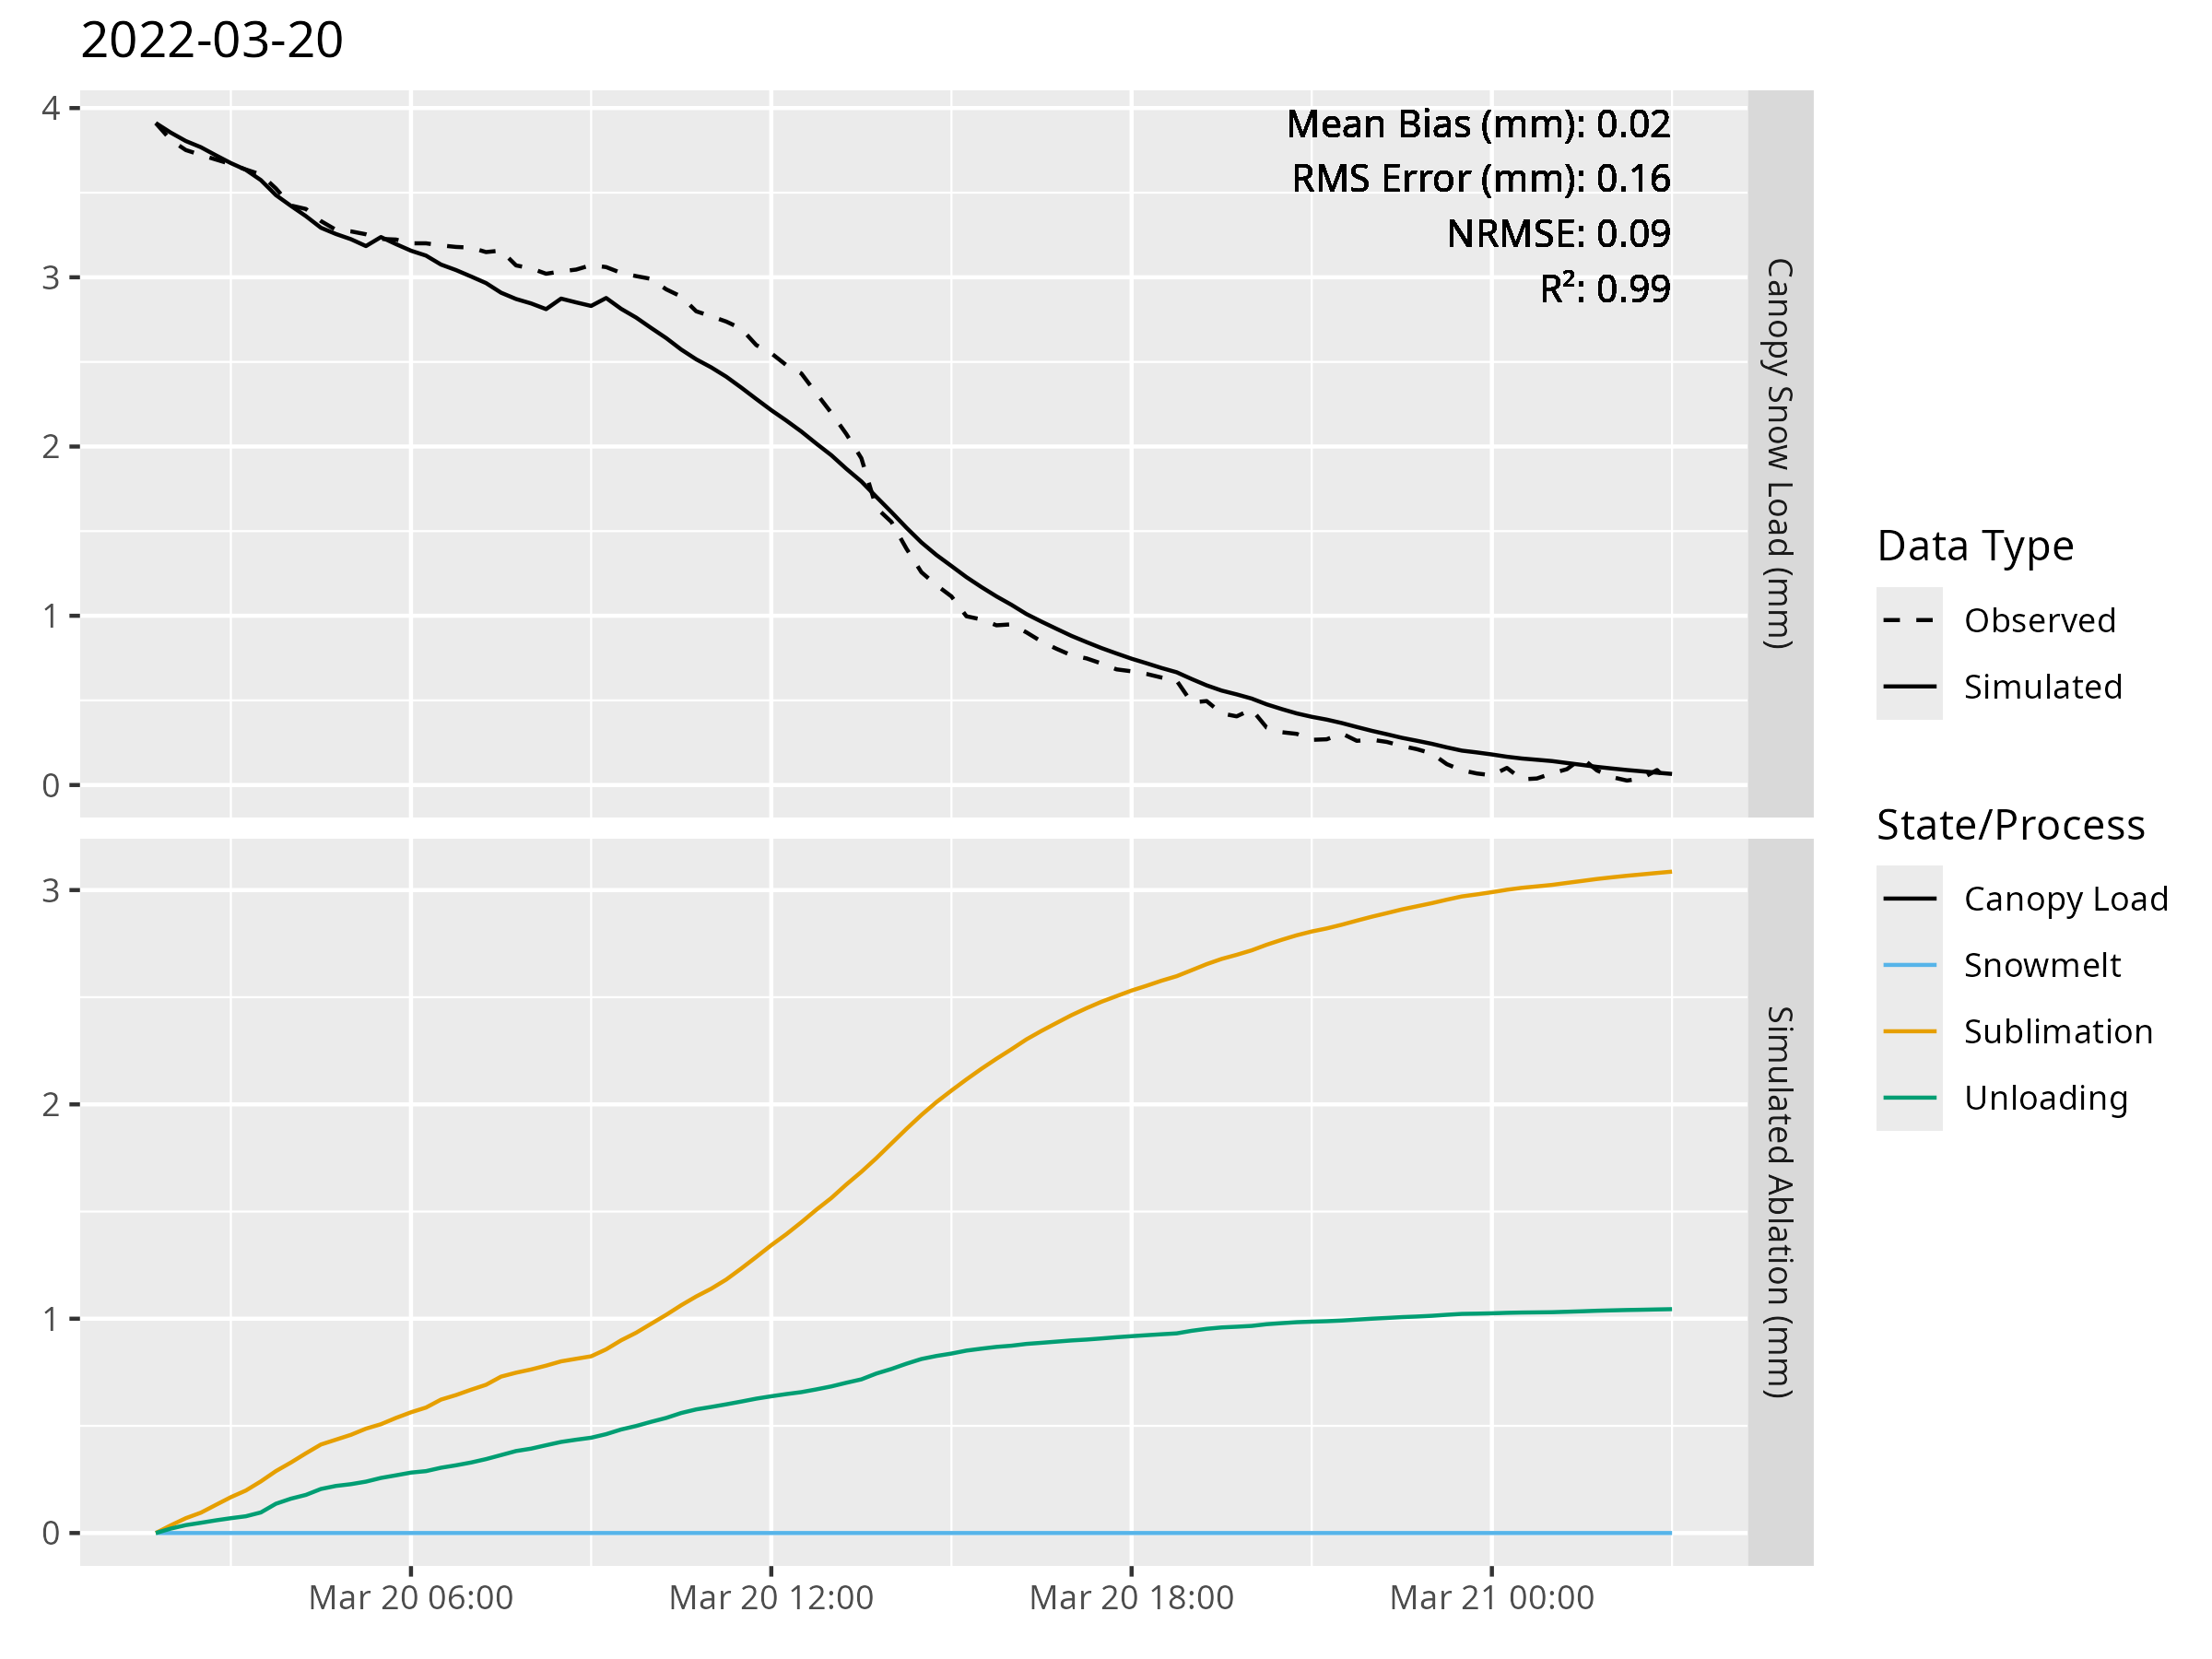 2022-03-20
4
3
2
1
0
Mean Bias (mm): 0.02
RMS Error (mm): 0.16
NRMSE: 0.09
R²: 0.99
Canopy Snow Load (mm)
3
2
1
0
Simulated Ablation (mm)
Mar 20 06:00
Mar 20 12:00
Mar 20 18:00
Mar 21 00:00
Data Type
Observed
Simulated
State/Process
Canopy Load
Snowmelt
Sublimation
Unloading